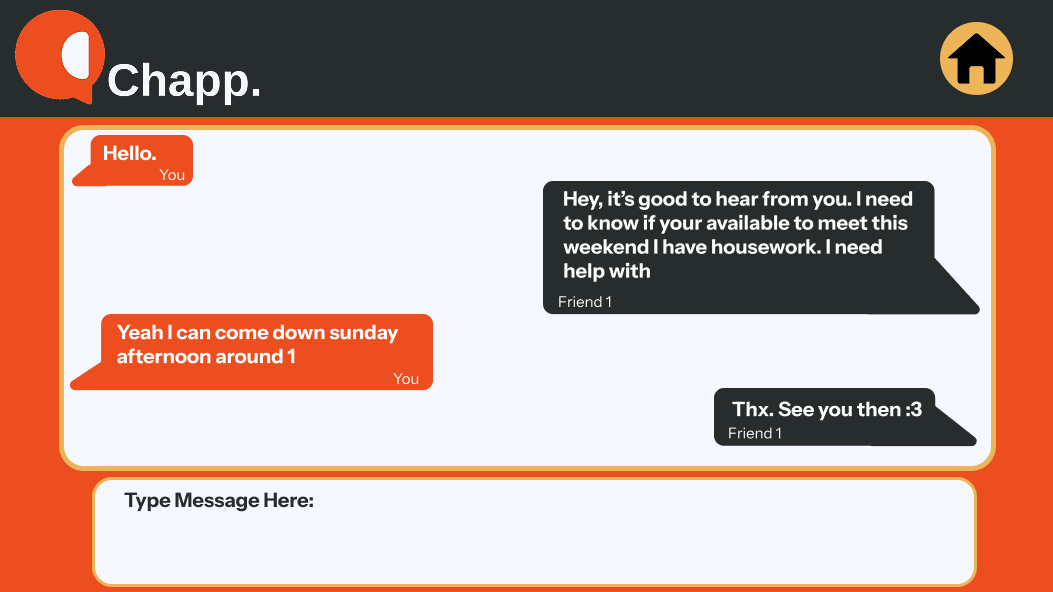 Chapp.
Hello.
You
Hey, it’s good to hear from you. I need
to know if your available to meet this
weekend I have housework. I need
help with
Friend 1
Yeah I can come down sunday
afternoon around 1
You
Thx. See you then :3
Friend 1
Type Message Here: